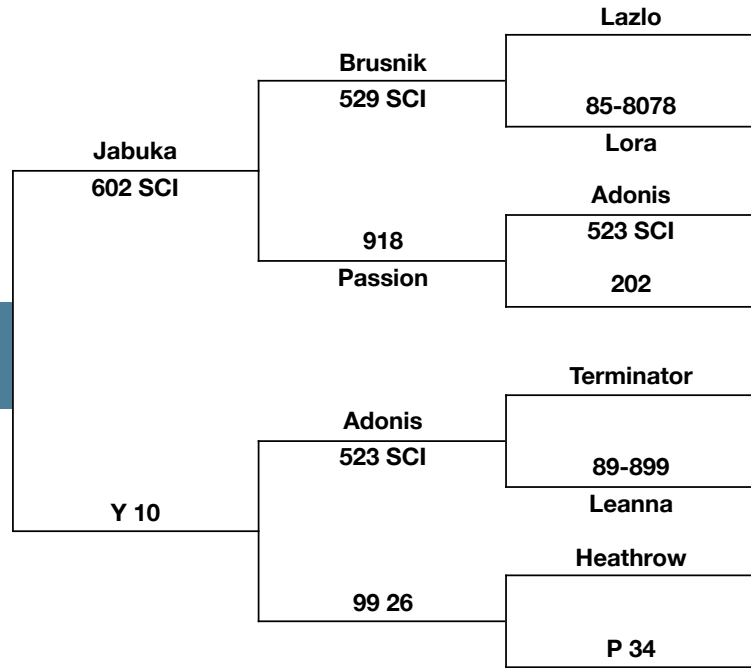 Lazlo
Brusnik
529 SCI
85-8078
Lora
Jabuka
602 SCI
Adonis
523 SCI
918
Passion
202
Terminator
Adonis
523 SCI
89-899
Leanna
Y 10
Heathrow
99 26
P 34